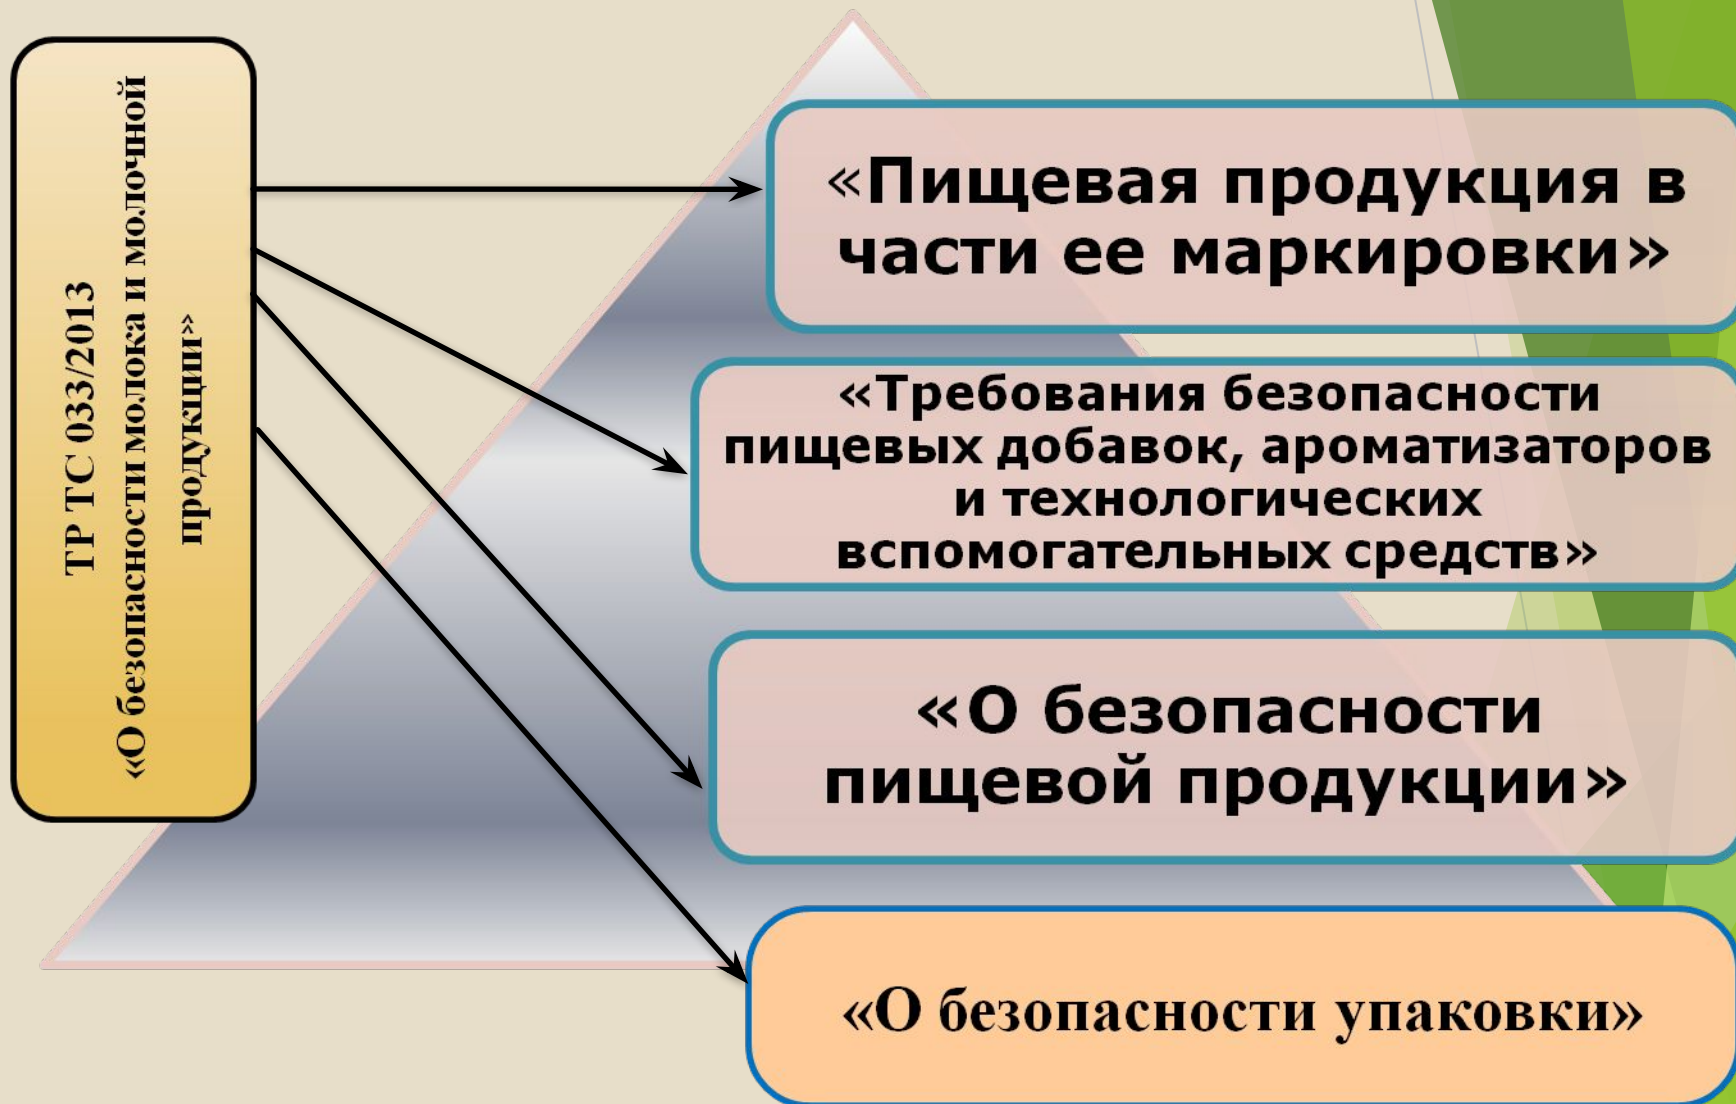 ТР ТС 033/2013
«О безопасности молока и молочной
продукции»
«Пищевая продукция в
части ее маркировки»
«Требования безопасности
пищевых добавок, ароматизаторов
и технологических
вспомогательных средств»
«О безопасности
пищевой продукции»
«О безопасности упаковки»